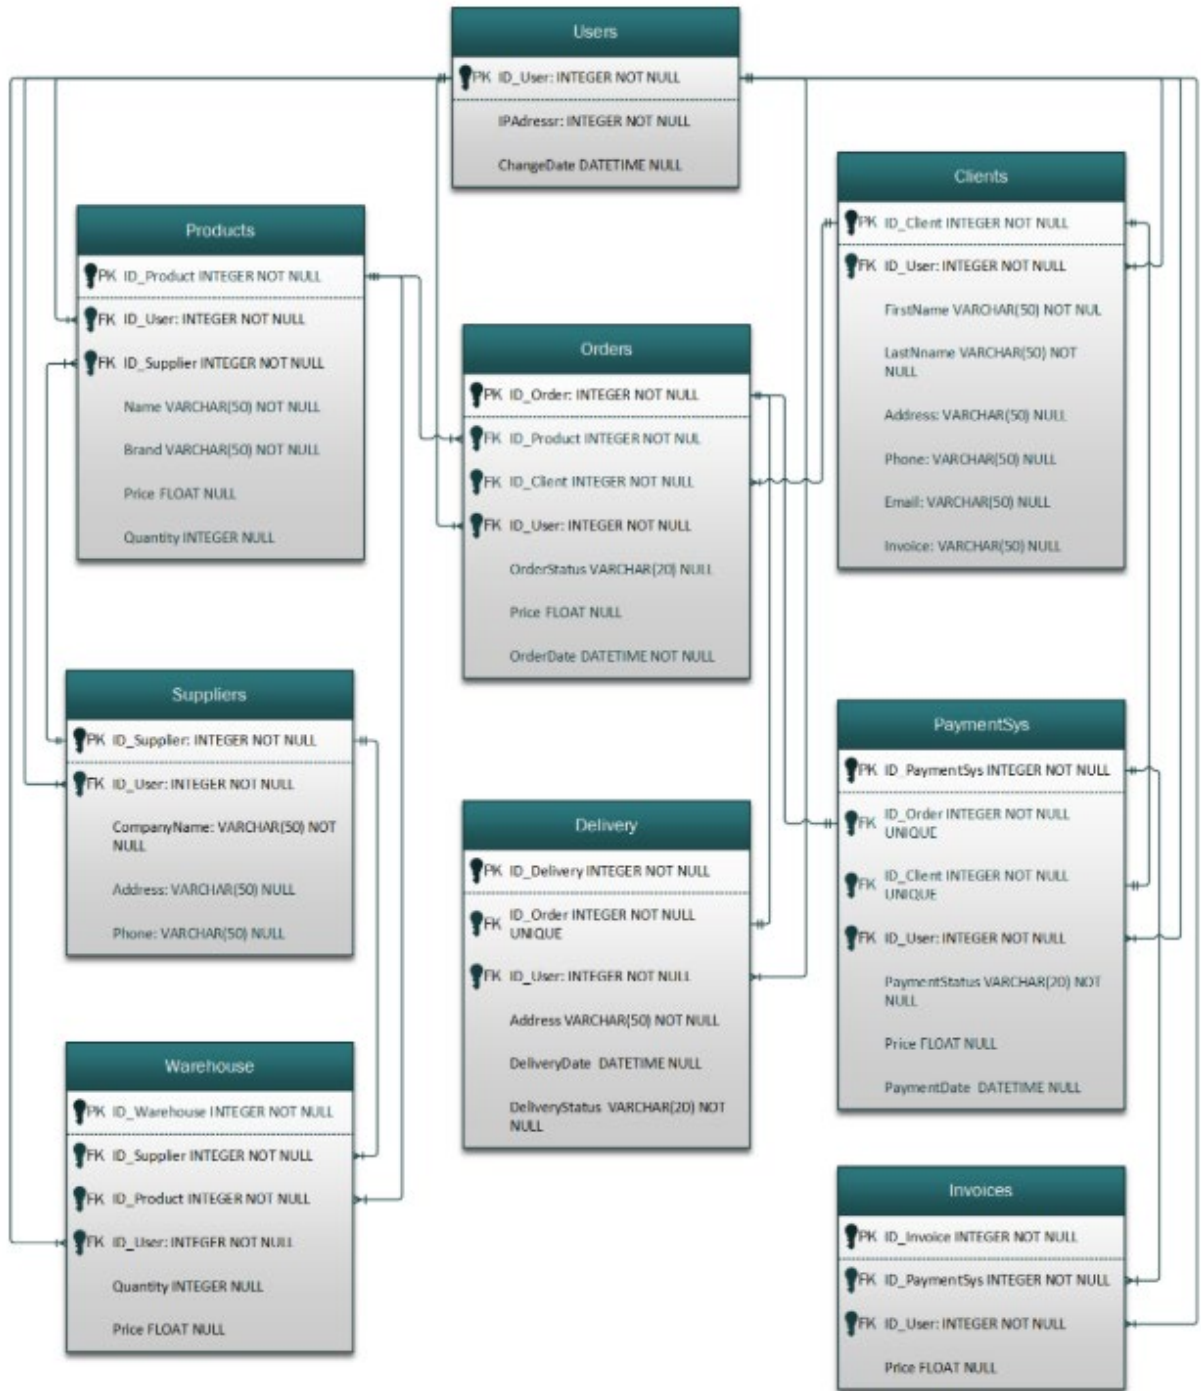 Users
PK ID_User: INTEGER NOT NULL
IPAdressr: INTEGER NOT NULL
ChangeDate DATETIME NULL
Clients
PK ID_Client INTEGER NOT NULL
FK ID_User: INTEGER NOT NULL
FirstName VARCHAR(50) NOT NUL
LastNname VARCHAR(50) NOT
NULL
Address: VARCHAR(50) NULL
Phone: VARCHAR(50) NULL
Email: VARCHAR(50) NULL
Invoice: VARCHAR(50) NULL
Products
PK ID_Product INTEGER NOT NULL
FK ID_User: INTEGER NOT NULL
FK ID_Supplier INTEGER NOT NULL
Name VARCHAR(50) NOT NULL
Brand VARCHAR(50) NOT NULL
Price FLOAT NULL
Quantity INTEGER NULL
Orders
PK ID_Order: INTEGER NOT NULL
FK ID_Product INTEGER NOT NUL
FK ID_Client INTEGER NOT NULL
FK ID_User: INTEGER NOT NULL
OrderStatus VARCHAR(20) NULL
Price FLOAT NULL
OrderDate DATETIME NOT NULL
Suppliers
PK ID_Supplier: INTEGER NOT NULL
FK ID_User: INTEGER NOT NULL
CompanyName: VARCHAR(50) NOT
NULL
Address: VARCHAR(50) NULL
Phone: VARCHAR(50) NULL
PaymentSys
PK ID_PaymentSys INTEGER NOT NULL
FK ID_Order INTEGER NOT NULL
UNIQUE
FK ID_Client INTEGER NOT NULL
UNIQUE
FK ID_User: INTEGER NOT NULL
PaymentStatus VARCHAR(20) NOT
NULL
Price FLOAT NULL
PaymentDate DATETIME NULL
Delivery
PK ID_Delivery INTEGER NOT NULL
FK ID_Order INTEGER NOT NULL
UNIQUE
FK ID_User: INTEGER NOT NULL
Address VARCHAR(50) NOT NULL
DeliveryDate DATETIME NULL
DeliveryStatus VARCHAR(20) NOT
NULL
Warehouse
PK ID_Warehouse INTEGER NOT NULL
FK ID_Supplier INTEGER NOT NULL
FK ID_Product INTEGER NOT NULL
FK ID_User: INTEGER NOT NULL
Quantity INTEGER NULL
Price FLOAT NULL
Invoices
PK ID_Invoice INTEGER NOT NULL
FK ID_PaymentSys INTEGER NOT NULL
FK ID_User: INTEGER NOT NULL
Price FLOAT NULL